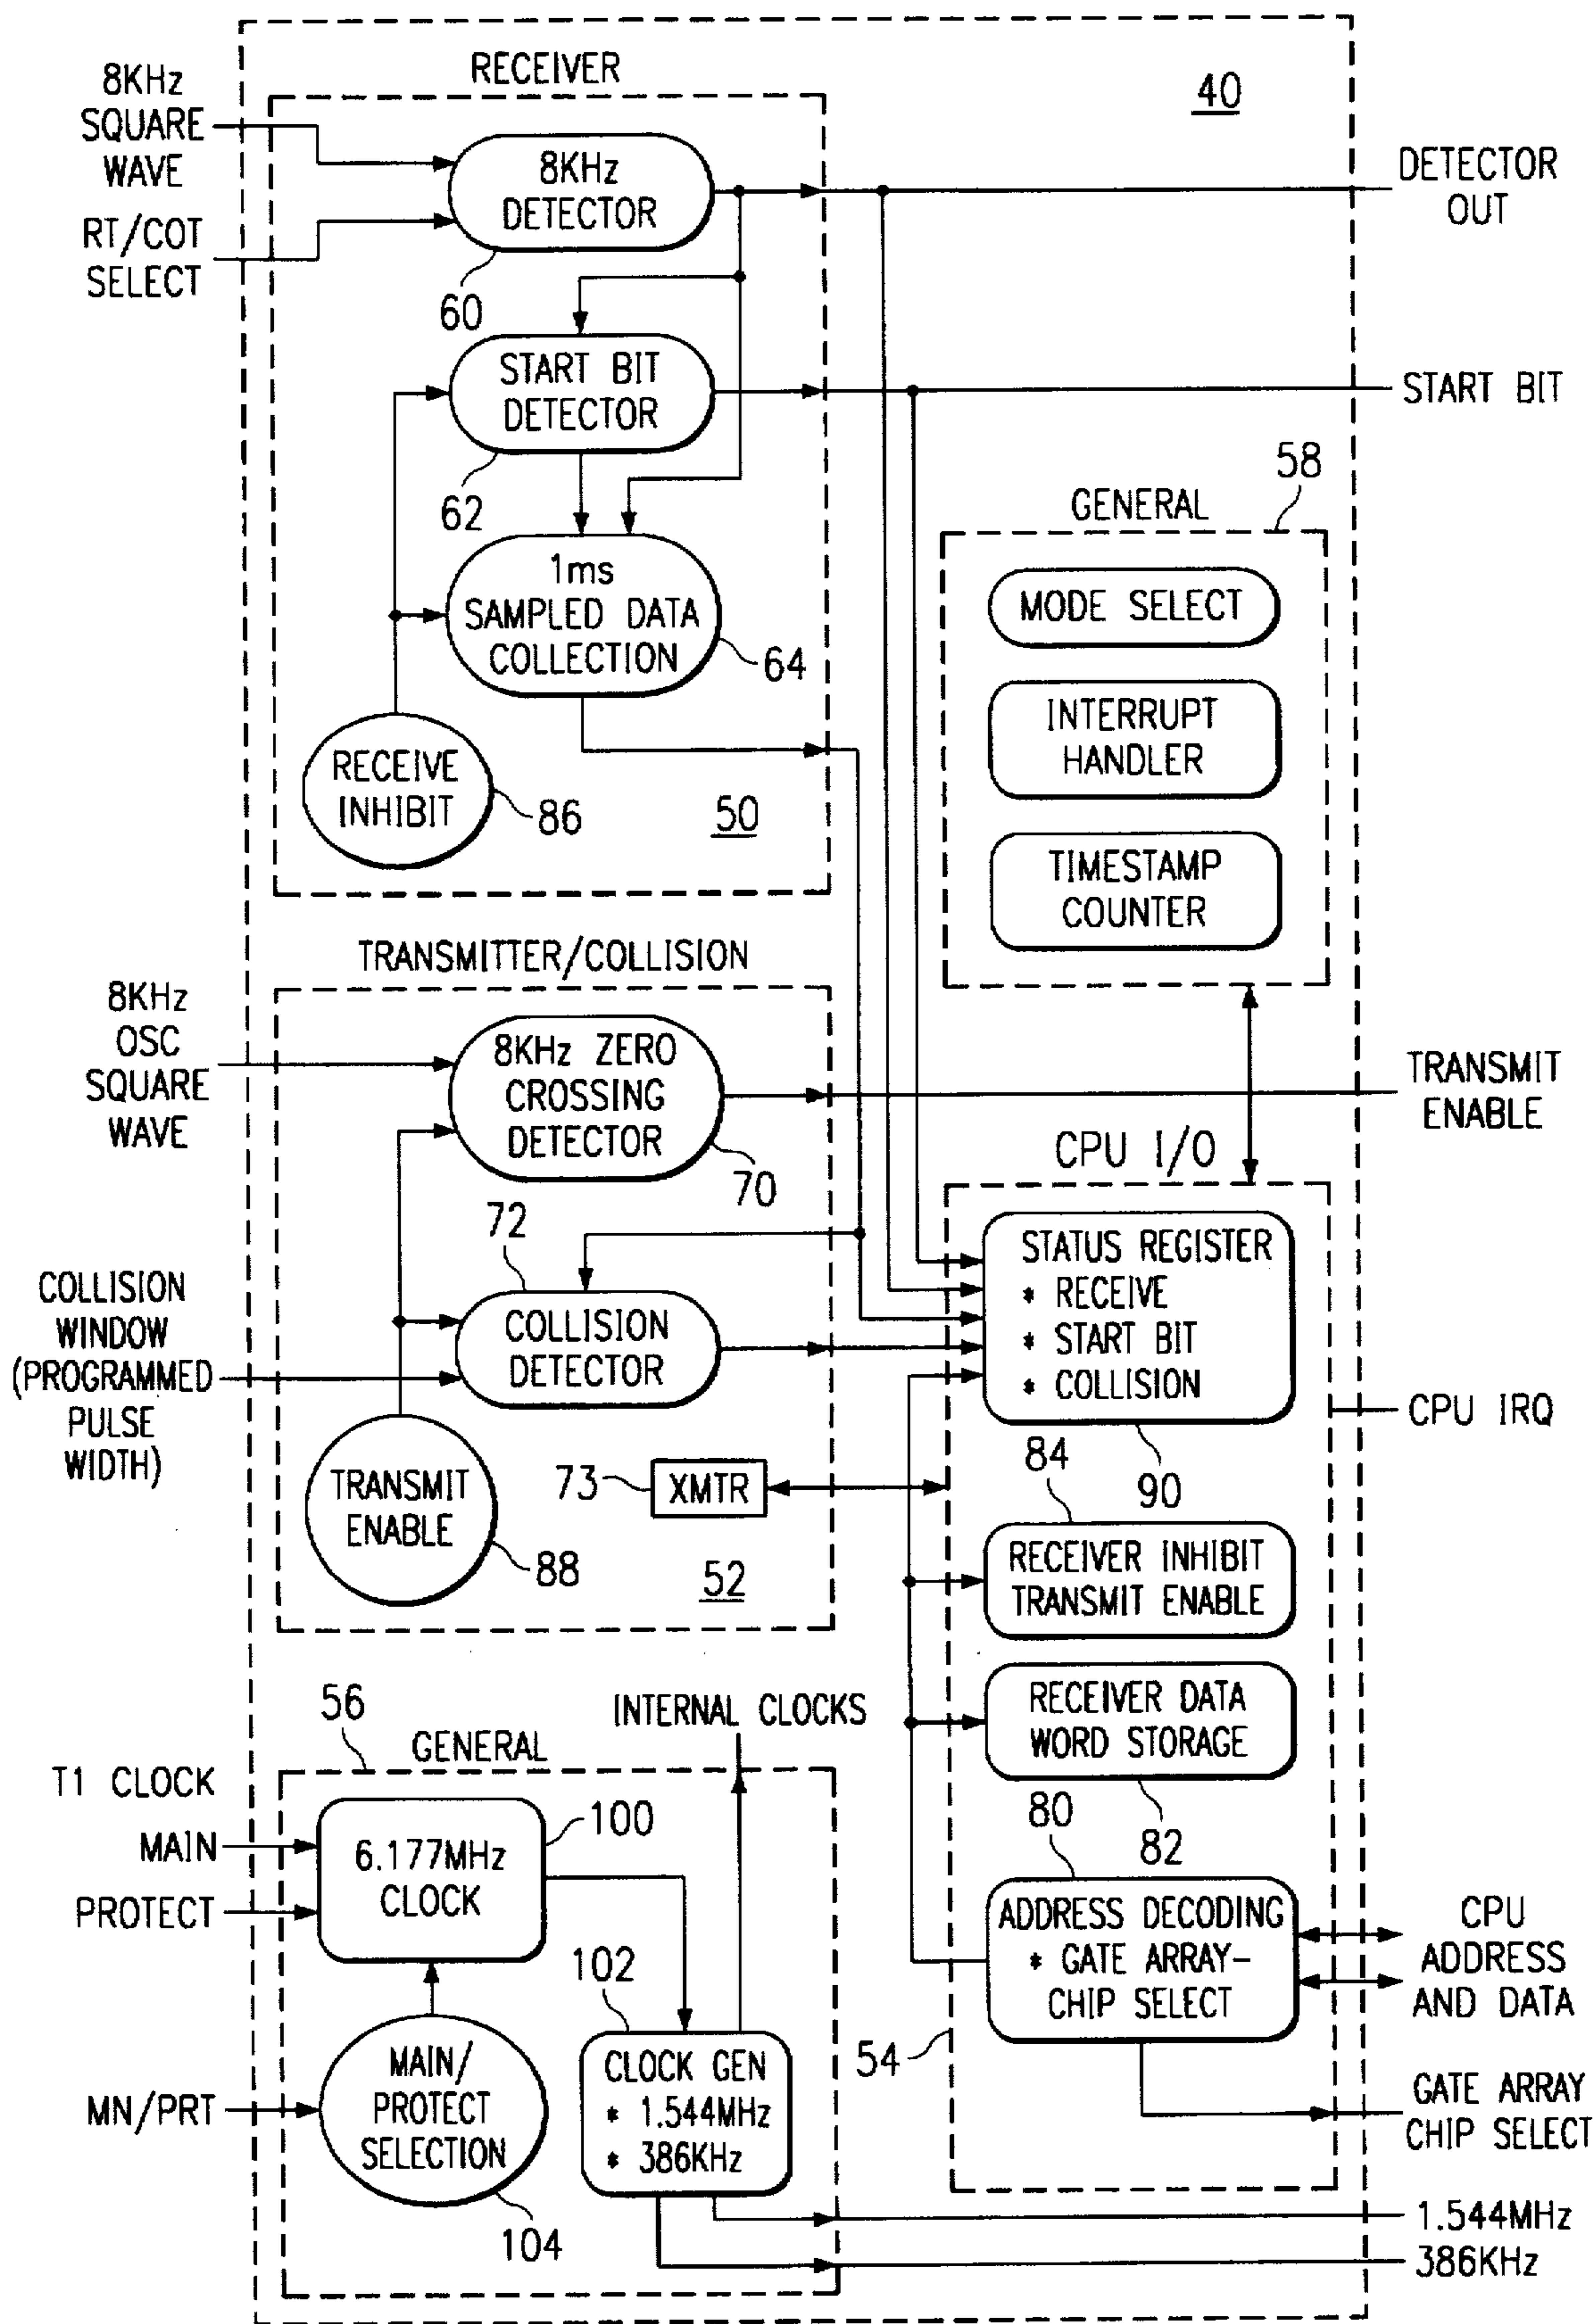 RECEIVER
40
8KHz
SQUARE
WAVE
RT/COT
SELECT
8KHz
DETECTOR
60
DETECTOR
OUT
START BIT
DETECTOR
62
START BIT
1ms
SAMPLED DATA
COLLECTION
64
RECEIVE
INHIBIT
86
50
58
GENERAL
MODE SELECT
INTERRUPT
HANDLER
TIMESTAMP
COUNTER
TRANSMITTER/COLLISION
8KHz
OSC
SQUARE
WAVE
8KHz ZERO
CROSSING
DETECTOR
70
TRANSMIT
ENABLE
72
COLLISION
WINDOW
(PROGRAMMED
PULSE
WIDTH)
COLLISION
DETECTOR
TRANSMIT
ENABLE
88
73
XMTR
52
CPU I/O
STATUS REGISTER
* RECEIVE
* START BIT
* COLLISION
90
CPU IRQ
84
RECEIVER INHIBIT
TRANSMIT ENABLE
RECEIVER DATA
WORD STORAGE
82
80
ADDRESS DECODING
* GATE ARRAY-
CHIP SELECT
54
CPU
ADDRESS
AND DATA
GATE ARRAY
CHIP SELECT
56
GENERAL
INTERNAL CLOCKS
T1 CLOCK
MAIN
PROTECT
6.177MHz
CLOCK
100
102
MN/PRT
MAIN/
PROTECT
SELECTION
104
CLOCK GEN
* 1.544MHz
* 386KHz
1.544MHz
386KHz